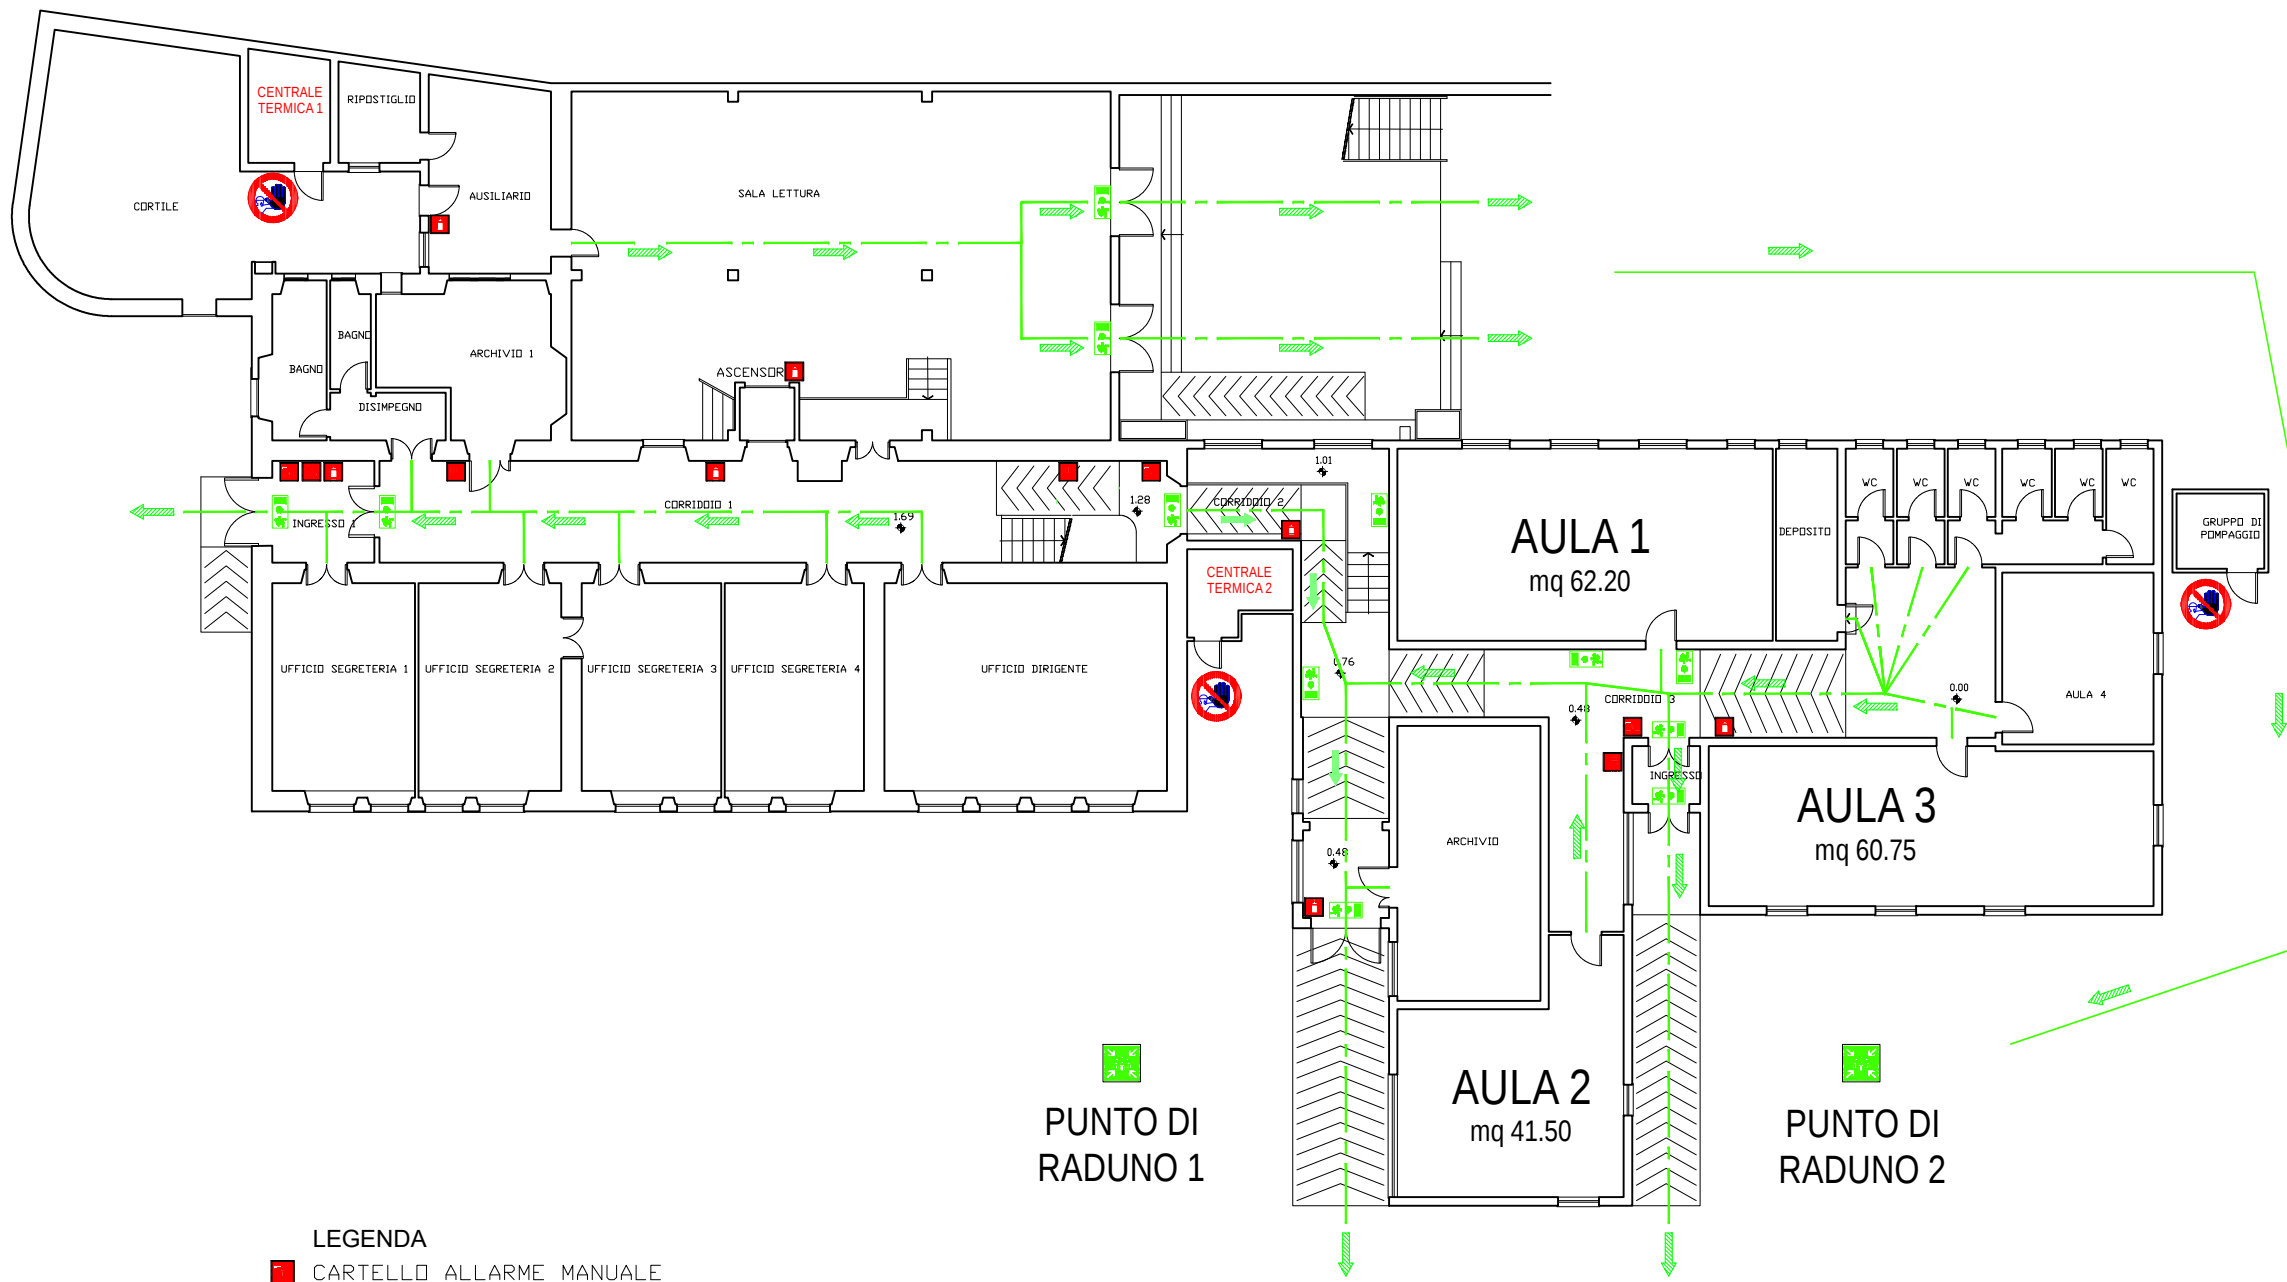 CENTRALE
TERMICA 1
RIPOSTIGLIO
CORTILE
AUSILIARIO
SALA LETTURA
BAGNO
BAGNO
ARCHIVIO 1
ASCENSOR
DISIMPEGNO
INGRESSO 1
CORRIDOIO 1
1.69
1.28
CORRIDOIO 2
1.01
CENTRALE
TERMICA 2
UFFICIO SEGRETERIA 1
UFFICIO SEGRETERIA 2
UFFICIO SEGRETERIA 3
UFFICIO SEGRETERIA 4
UFFICIO DIRIGENTE
AULA 1
mq 62.20
DEPOSITO
WC
WC
WC
WC
WC
WC
GRUPPO DI
POMPAGGIO
0.76
0.48
CORRIDOIO 3
0.00
AULA 4
INGRESSO
AULA 3
mq 60.75
ARCHIVIO
0.48
AULA 2
mq 41.50
PUNTO DI
RADUNO 1
PUNTO DI
RADUNO 2
LEGENDA
CARTELLO ALLARME MANUALE